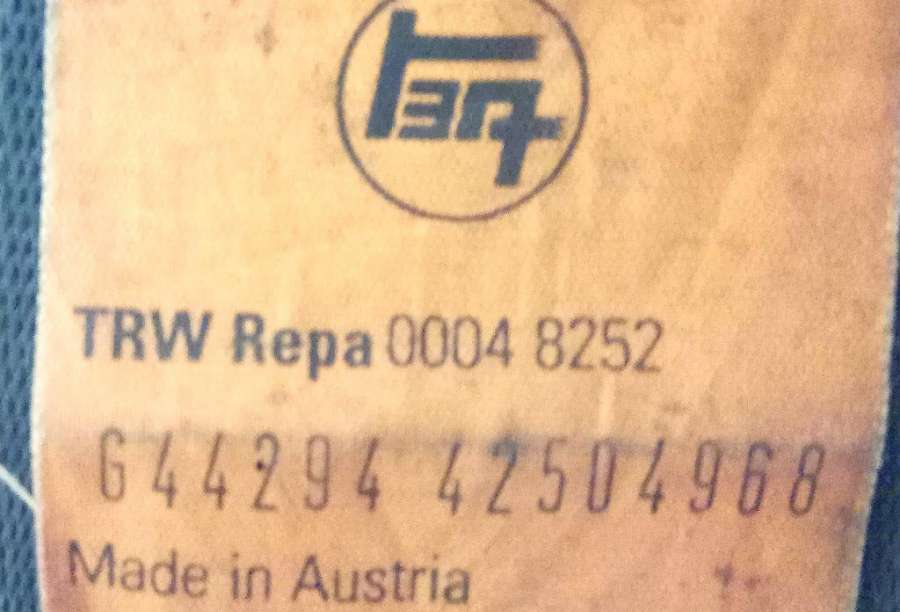 TRW Repa 0004 8252
G44294 42504968
Made in Austria